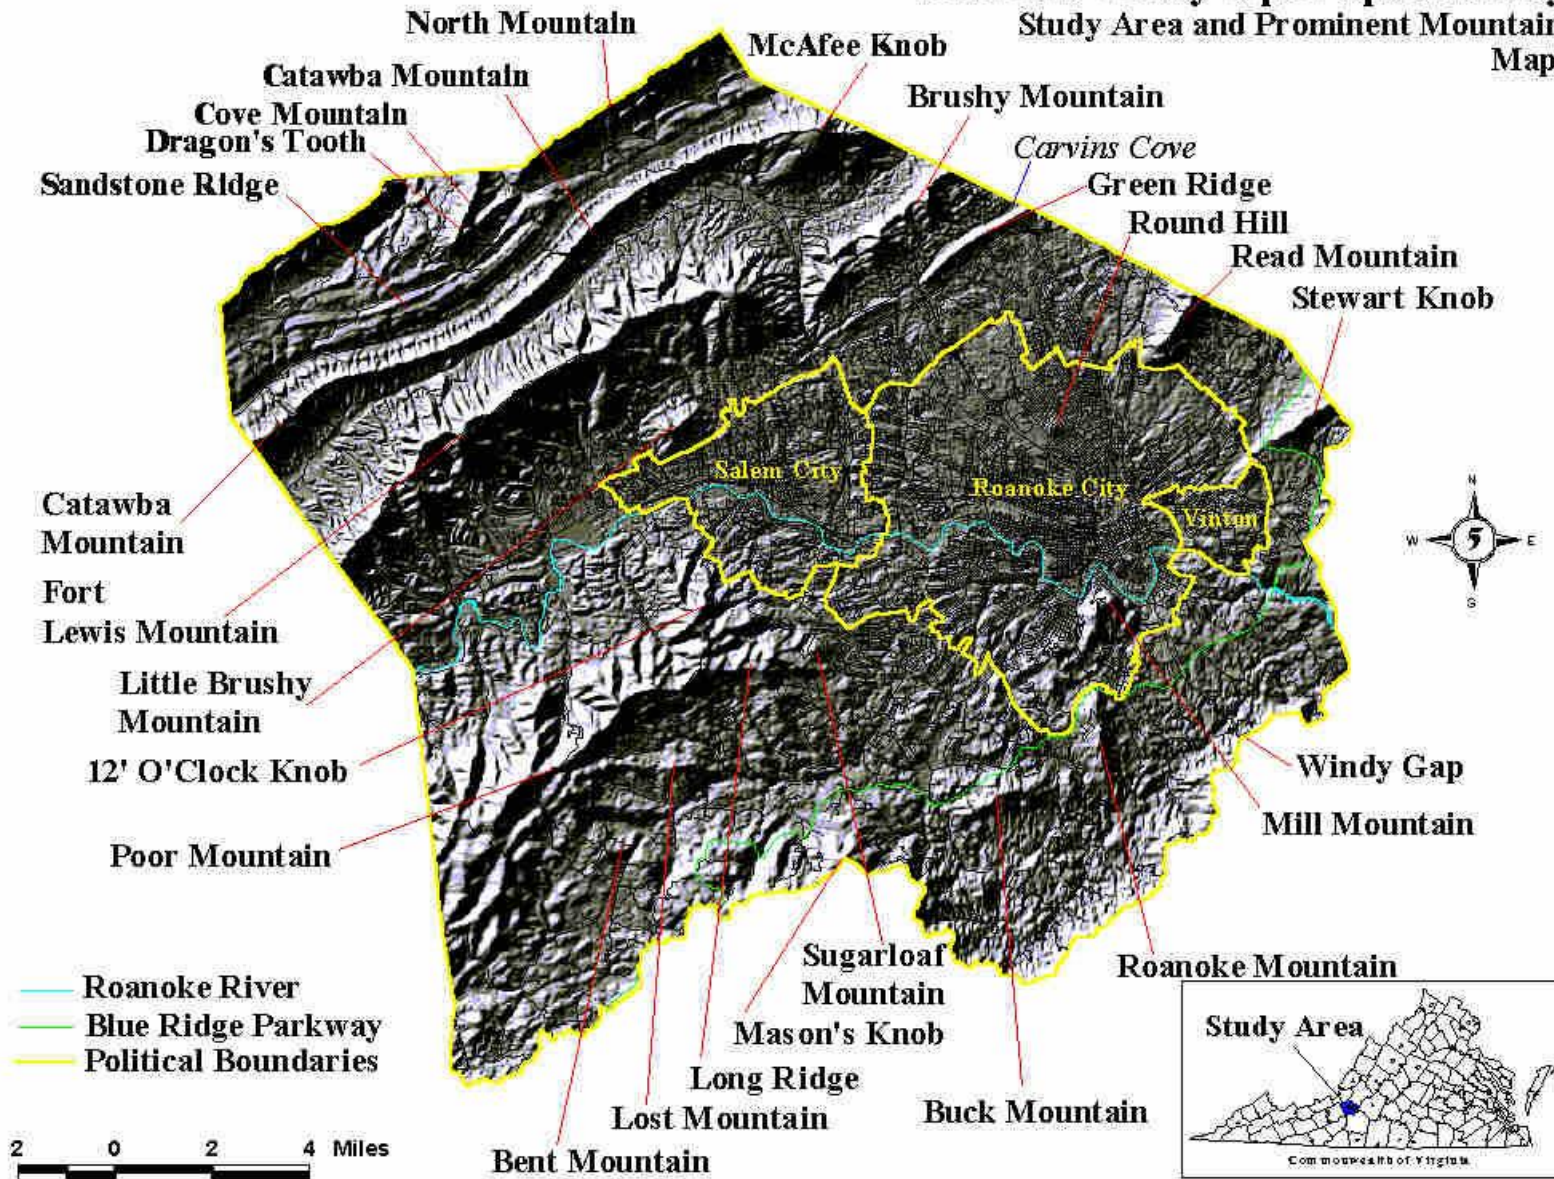 Study Area and Prominent Mountain
Map
North Mountain
McAfee Knob
Catawba Mountain
Brushy Mountain
Cove Mountain
Dragon's Tooth
Carvins Cove
Sandstone Ridge
Green Ridge
Round Hill
Read Mountain
Stewart Knob
Salem City
Roanoke City
Vinton
Catawba
Mountain
N
W
5
E
S
Fort
Lewis Mountain
Little Brushy
Mountain
12' O'Clock Knob
Windy Gap
Mill Mountain
Poor Mountain
Sugarloaf
Mountain
Roanoke Mountain
Mason's Knob
Long Ridge
Lost Mountain
Buck Mountain
Bent Mountain
Roanoke River
Blue Ridge Parkway
Political Boundaries
2 0 2 4 Miles
Study Area
Commonwealth of Virginia